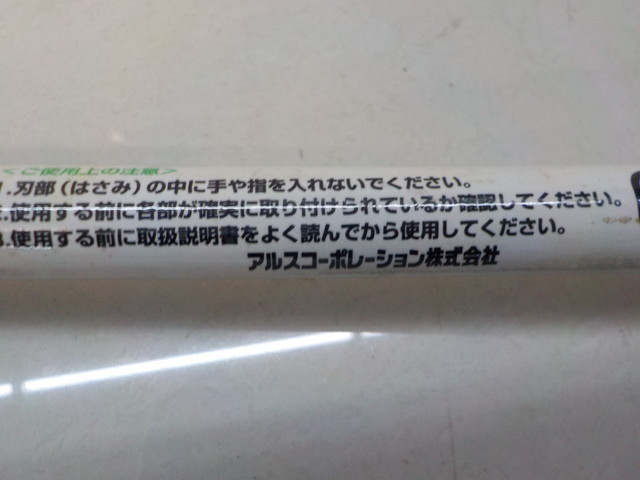 <ご使用上の注意>
1.刃部(はさみ)の中に手や指を入れないでください。
2.使用する前に各部が確実に取り付けられているか確認してください。
3.使用する前に取扱説明書をよく読んでから使用してください。
アルスコーポレーション株式会社